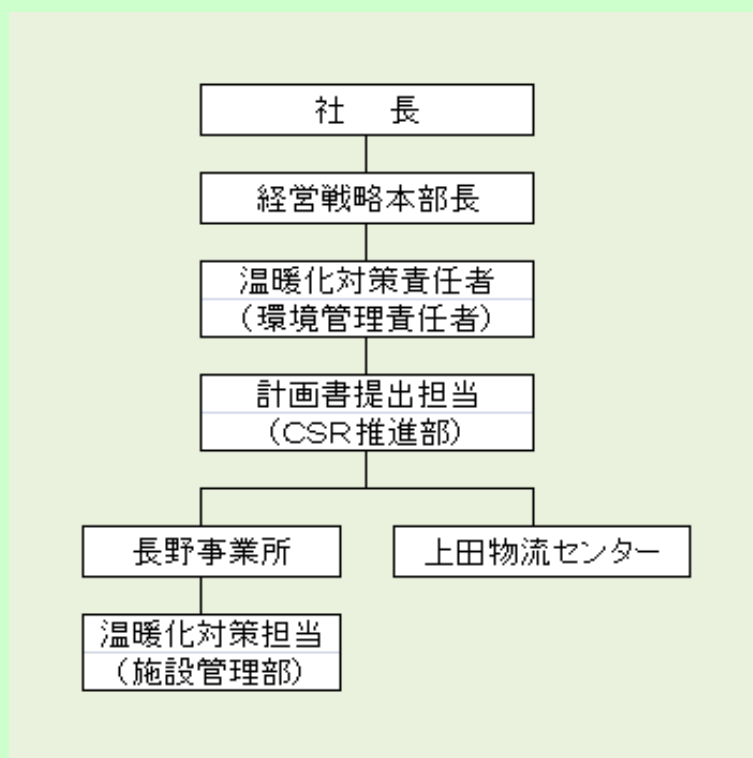 社 長
経営戦略本部長
温暖化対策責任者
(環境管理責任者)
計画書提出担当
(CSR推進部)
長野事業所
上田物流センター
温暖化対策担当
(施設管理部)